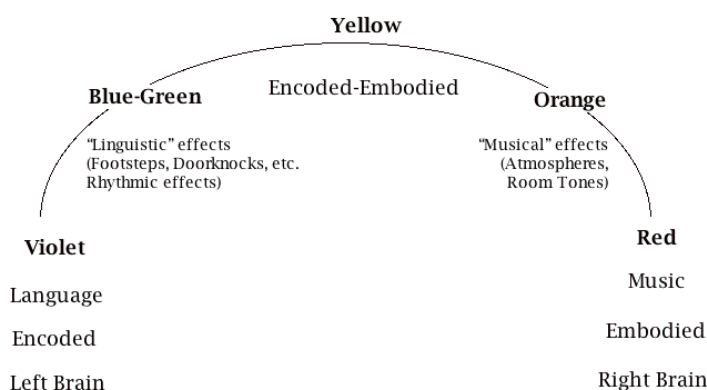 Yellow
Encoded-Embodied
Blue-Green
Orange
“Linguistic” effects
(Footsteps, Doorknocks, etc.
Rhythmic effects)
“Musical” effects
(Atmospheres,
Room Tones)
Violet
Red
Language
Music
Encoded
Embodied
Left Brain
Right Brain